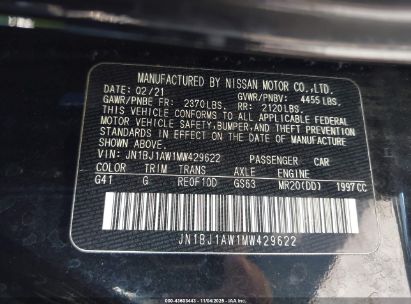 MANUFACTURED BY NISSAN MOTOR CO.,LTD.
DATE: 02/21 GVWR/PNBV: 4455 LBS.
GAWR/PNBE FR: 2370LBS. RR: 2120LBS.
THIS VEHICLE CONFORMS TO ALL APPLICABLE FEDERAL
MOTOR VEHICLE SAFETY,BUMPER,AND THEFT PREVENTION
STANDARDS IN EFFECT ON THE DATE OF MANUFACTURE
SHOWN ABOVE.
VIN: JN1BJ1AW1MW429622 PASSENGER CAR
COLOR TRIM TRANS AXLE ENGINE
G41 G RE0F10D GS63 MR20(DD) 1997CC
JN1BJ1AW1MW429622